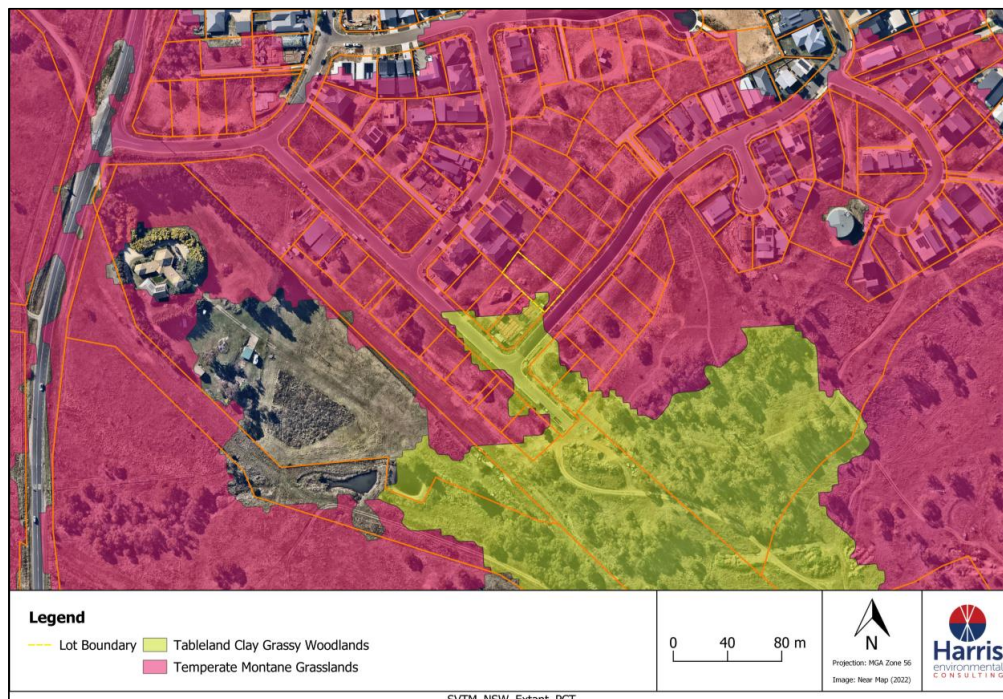 Legend
Lot Boundary
Tableland Clay Grassy Woodlands
Temperate Montane Grasslands
0 40 80 m
N
Projection: MGA Zone 56
Image: Near Map (2022)
Harris
environmental
CONSULTING
SVTM_NSW_Extant_PCT